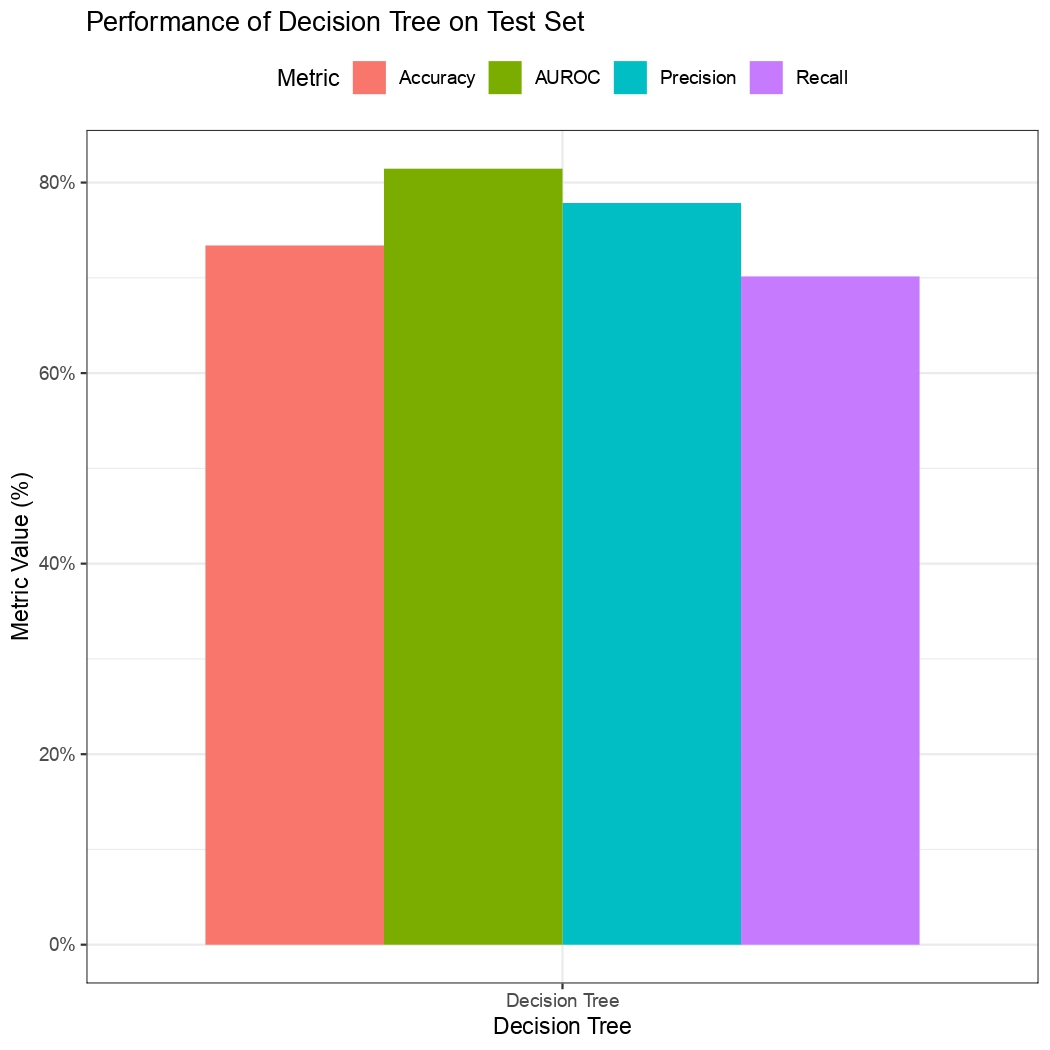 Performance of Decision Tree on Test Set
Metric Accuracy AUROC Precision Recall
Metric Value (%)
80%
60%
40%
20%
0%
Decision Tree
Decision Tree